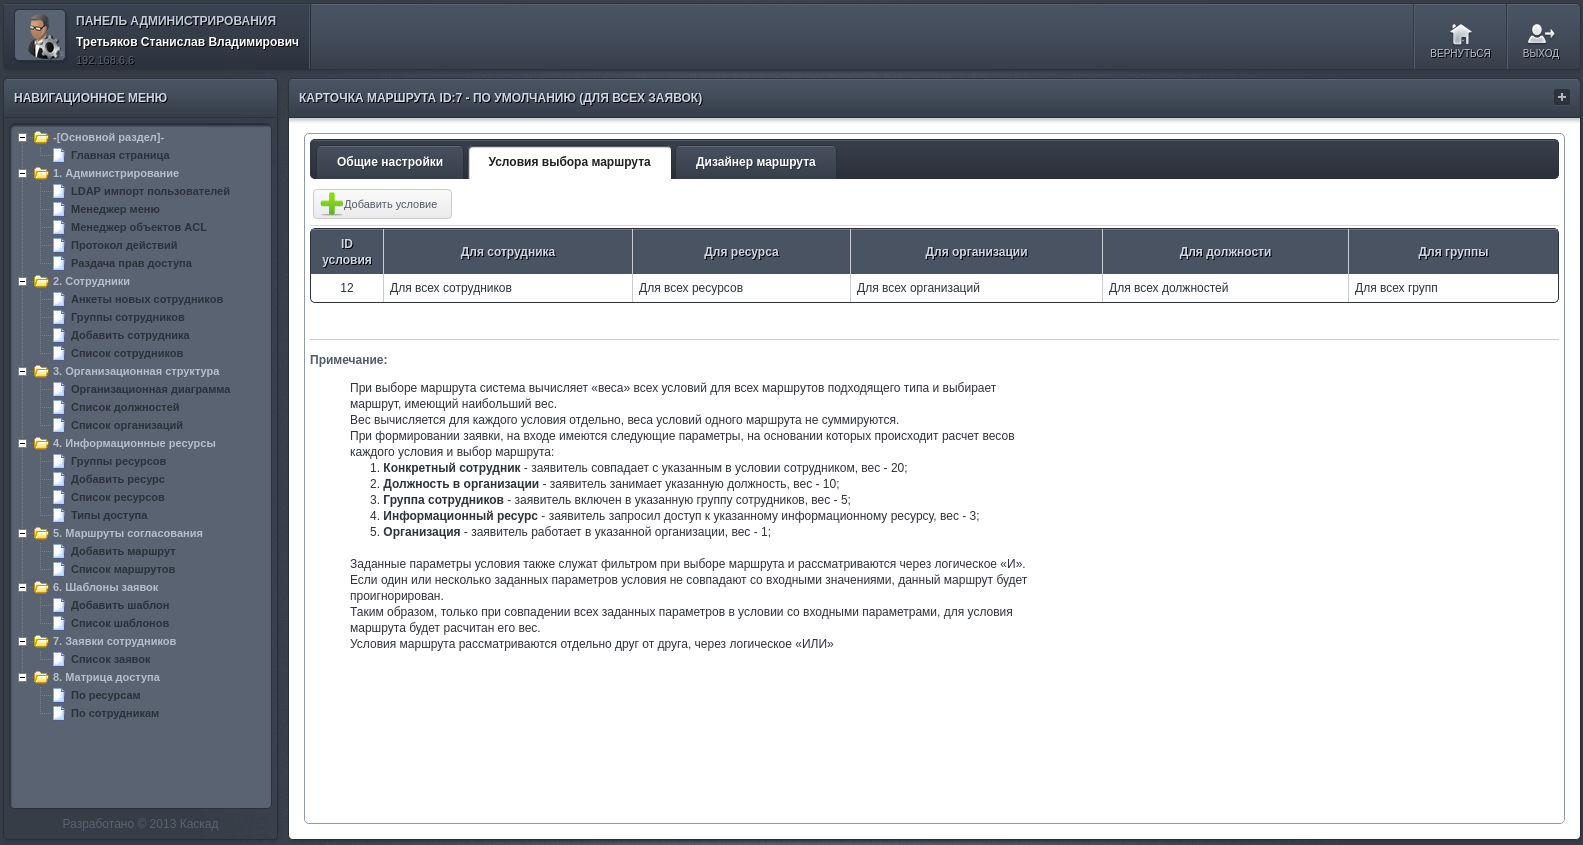 ПАНЕЛЬ АДМИНИСТРИРОВАНИЯ
Третьяков Станислав Владимирович
192.168.6.6
ВЕРНУТЬСЯ
ВЫХОД
НАВИГАЦИОННОЕ МЕНЮ
-[Основной раздел]-
Главная страница
1. Администрирование
LDAP импорт пользователей
Менеджер меню
Менеджер объектов ACL
Протокол действий
Раздача прав доступа
2. Сотрудники
Анкеты новых сотрудников
Группы сотрудников
Добавить сотрудника
Список сотрудников
3. Организационная структура
Организационная диаграмма
Список должностей
Список организаций
4. Информационные ресурсы
Группы ресурсов
Добавить ресурс
Список ресурсов
Типы доступа
5. Маршруты согласования
Добавить маршрут
Список маршрутов
6. Шаблоны заявок
Добавить шаблон
Список шаблонов
7. Заявки сотрудников
Список заявок
8. Матрица доступа
По ресурсам
По сотрудникам
Разработано © 2013 Каскад
КАРТОЧКА МАРШРУТА ID:7 - ПО УМОЛЧАНИЮ (ДЛЯ ВСЕХ ЗАЯВОК)
Общие настройки
Условия выбора маршрута
Дизайнер маршрута
Добавить условие
ID
условия
Для сотрудника
Для ресурса
Для организации
Для должности
Для группы
12
Для всех сотрудников
Для всех ресурсов
Для всех организаций
Для всех должностей
Для всех групп
Примечание:
При выборе маршрута система вычисляет «веса» всех условий для всех маршрутов подходящего типа и выбирает
маршрут, имеющий наибольший вес.
Вес вычисляется для каждого условия отдельно, веса условий одного маршрута не суммируются.
При формировании заявки, на входе имеются следующие параметры, на основании которых происходит расчет весов
каждого условия и выбор маршрута:
1. Конкретный сотрудник - заявитель совпадает с указанным в условии сотрудником, вес - 20;
2. Должность в организации - заявитель занимает указанную должность, вес - 10;
3. Группа сотрудников - заявитель включен в указанную группу сотрудников, вес - 5;
4. Информационный ресурс - заявитель запросил доступ к указанному информационному ресурсу, вес - 3;
5. Организация - заявитель работает в указанной организации, вес - 1;
Заданные параметры условия также служат фильтром при выборе маршрута и рассматриваются через логическое «И».
Если один или несколько заданных параметров условия не совпадают со входными значениями, данный маршрут будет
проигнорирован.
Таким образом, только при совпадении всех заданных параметров в условии со входными параметрами, для условия
маршрута будет расчитан его вес.
Условия маршрута рассматриваются отдельно друг от друга, через логическое «ИЛИ»